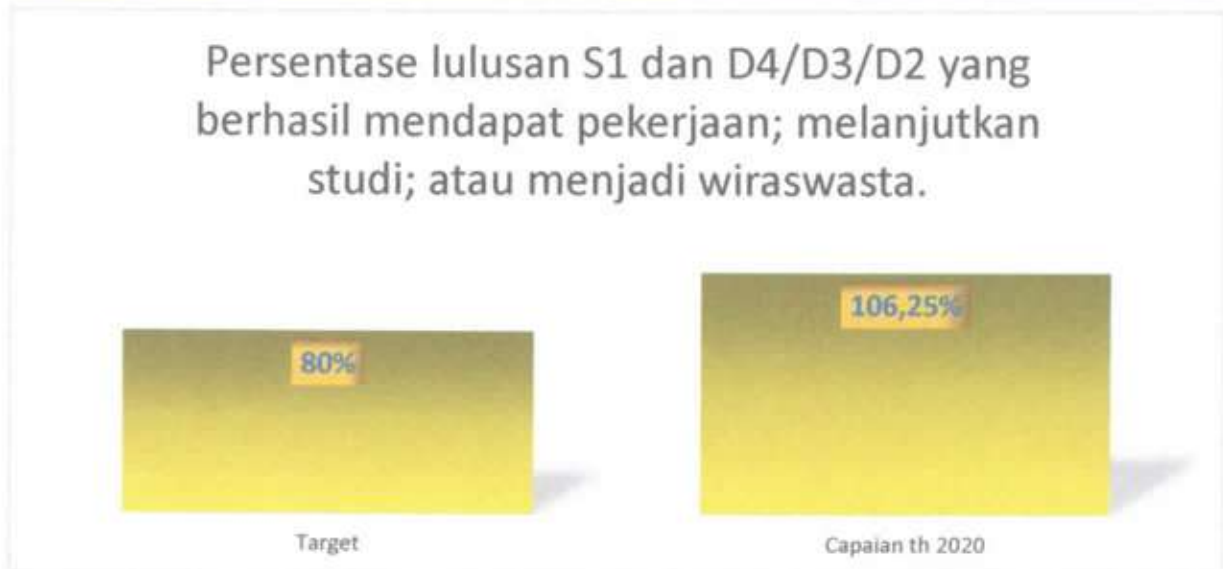 Persentase lulusan S1 dan D4/D3/D2 yang
berhasil mendapat pekerjaan; melanjutkan
studi; atau menjadi wiraswasta.
80%
106,25%
Target
Capaian th 2020